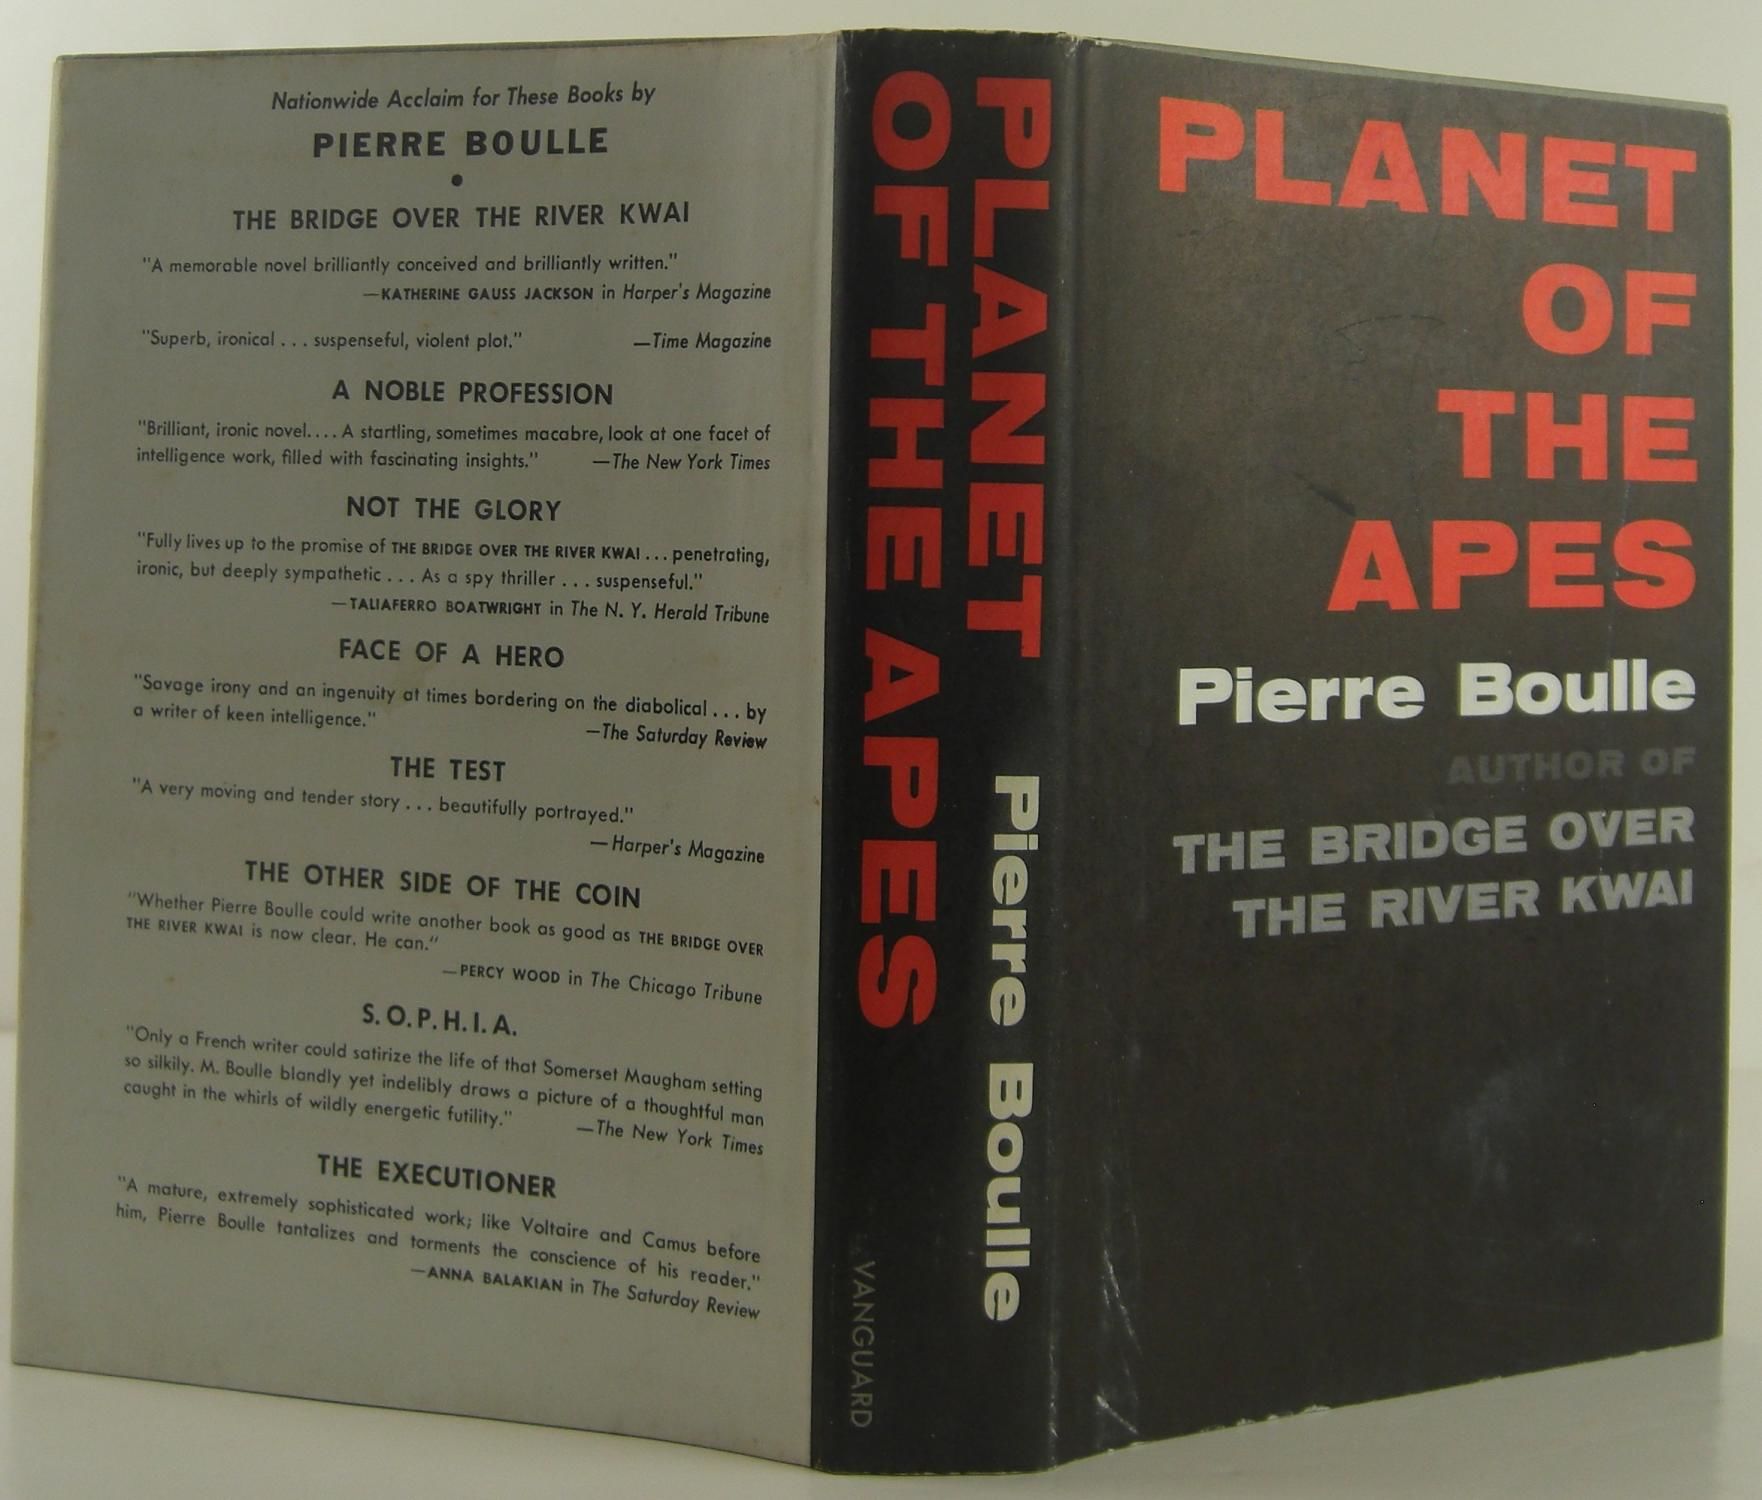 Nationwide Acclaim for These Books by
PIERRE BOULLE
•
THE BRIDGE OVER THE RIVER KWAI
"A memorable novel brilliantly conceived and brilliantly written."
—KATHERINE GAUSS JACKSON in Harper's Magazine
"Superb, ironical . . . suspenseful, violent plot." —Time Magazine
A NOBLE PROFESSION
"Brilliant, ironic novel. . . . A startling, sometimes macabre, look at one facet of
intelligence work, filled with fascinating insights." —The New York Times
NOT THE GLORY
"Fully lives up to the promise of THE BRIDGE OVER THE RIVER KWAI . . . penetrating,
ironic, but deeply sympathetic . . . As a spy thriller . . . suspenseful."
—TALIAFERRO BOATWRIGHT in The N. Y. Herald Tribune
FACE OF A HERO
"Savage irony and an ingenuity at times bordering on the diabolical . . . by
a writer of keen intelligence."
—The Saturday Review
THE TEST
"A very moving and tender story . . . beautifully portrayed."
—Harper's Magazine
THE OTHER SIDE OF THE COIN
"Whether Pierre Boulle could write another book as good as THE BRIDGE OVER
THE RIVER KWAI is now clear. He can."
—PERCY WOOD in The Chicago Tribune
S.O.P.H.I.A.
"Only a French writer could satirize the life of that Somerset Maugham setting
so silkily. M. Boulle blandly yet indelibly draws a picture of a thoughtful man
caught in the whirls of wildly energetic futility."
—The New York Times
THE EXECUTIONER
"A mature, extremely sophisticated work; like Voltaire and Camus before
him, Pierre Boulle tantalizes and torments the conscience of his reader."
—ANNA BALAKIAN in The Saturday Review
PLANET
OF THE APES
Pierre Boulle
VANGUARD
PLANET
OF
THE
APES
Pierre Boulle
AUTHOR OF
THE BRIDGE OVER
THE RIVER KWAI